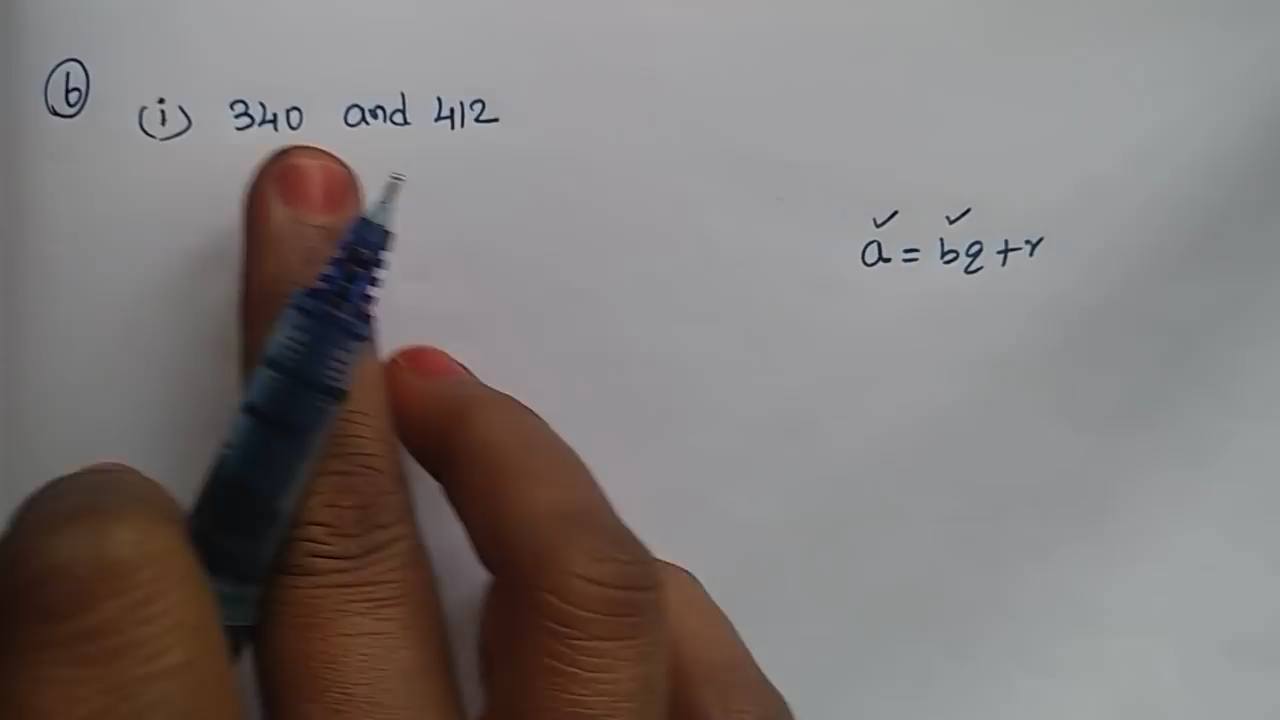 b (i) 340 and 412
✓ ✓
a = bq + r